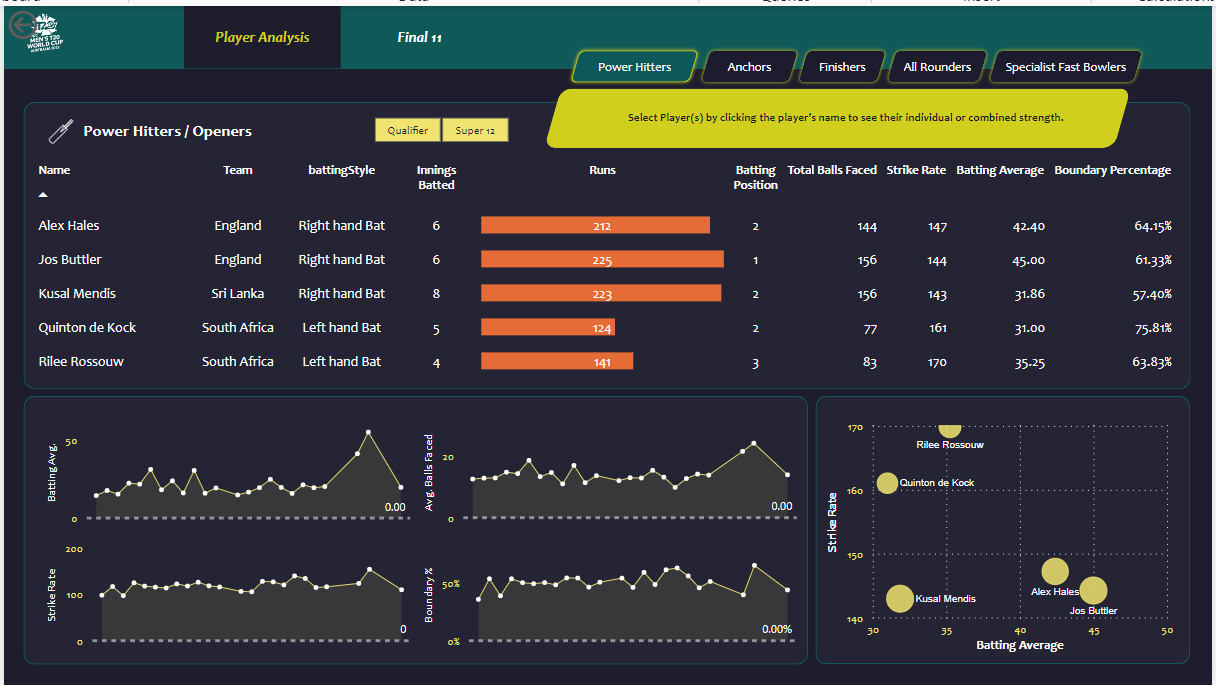 MEN'S T20
WORLD CUP
AUSTRALIA 2022
Player Analysis
Final 11
Power Hitters
Anchors
Finishers
All Rounders
Specialist Fast Bowlers
Select Player(s) by clicking the player's name to see their individual or combined strength.
Power Hitters / Openers
Qualifier
Super 12
Name Team battingStyle Innings Batted Runs Batting Position Total Balls Faced Strike Rate Batting Average Boundary Percentage
Alex Hales England Right hand Bat 6 212 2 144 147 42.40 64.15%
Jos Buttler England Right hand Bat 6 225 1 156 144 45.00 61.33%
Kusal Mendis Sri Lanka Right hand Bat 8 223 2 156 143 31.86 57.40%
Quinton de Kock South Africa Left hand Bat 5 124 2 77 161 31.00 75.81%
Rilee Rossouw South Africa Left hand Bat 4 141 3 83 170 35.25 63.83%
Batting Avg.
50
0
0.00
Avg. Balls Faced
20
0
0.00
Strike Rate
200
100
0
0
Boundary %
50%
0%
0.00%
Strike Rate
170
160
150
140
Rilee Rossouw
Quinton de Kock
Alex Hales
Kusal Mendis
Jos Buttler
30 35 40 45 50
Batting Average